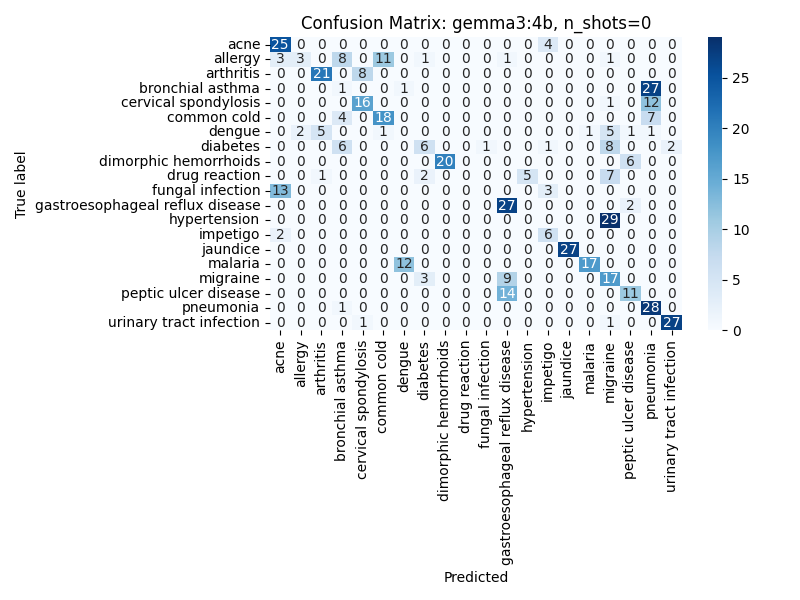 Confusion Matrix: gemma3:4b, n_shots=0
True label
acne 25 0 0 0 0 0 0 0 0 0 0 0 0 4 0 0 0 0 0 0
allergy 3 3 0 8 0 11 0 1 0 0 0 1 0 0 0 0 1 0 0 0
arthritis 0 0 21 0 8 0 0 0 0 0 0 0 0 0 0 0 0 0 0 0
bronchial asthma 0 0 0 1 0 0 1 0 0 0 0 0 0 0 0 0 0 0 27 0
cervical spondylosis 0 0 0 0 16 0 0 0 0 0 0 0 0 0 0 0 1 0 12 0
common cold 0 0 0 4 0 18 0 0 0 0 0 0 0 0 0 0 0 0 7 0
dengue 0 2 5 0 0 1 0 0 0 0 0 0 0 0 0 1 5 1 1 0
diabetes 0 0 0 6 0 0 0 6 0 0 1 0 0 1 0 0 8 0 0 2
dimorphic hemorrhoids 0 0 0 0 0 0 0 0 20 0 0 0 0 0 0 0 0 6 0 0
drug reaction 0 0 1 0 0 0 0 2 0 0 0 0 5 0 0 0 7 0 0 0
fungal infection 13 0 0 0 0 0 0 0 0 0 0 0 0 3 0 0 0 0 0 0
gastroesophageal reflux disease 0 0 0 0 0 0 0 0 0 0 0 27 0 0 0 0 0 2 0 0
hypertension 0 0 0 0 0 0 0 0 0 0 0 0 0 0 0 0 29 0 0 0
impetigo 2 0 0 0 0 0 0 0 0 0 0 0 0 6 0 0 0 0 0 0
jaundice 0 0 0 0 0 0 0 0 0 0 0 0 0 0 27 0 0 0 0 0
malaria 0 0 0 0 0 0 12 0 0 0 0 0 0 0 0 17 0 0 0 0
migraine 0 0 0 0 0 0 0 3 0 0 0 9 0 0 0 0 17 0 0 0
peptic ulcer disease 0 0 0 0 0 0 0 0 0 0 0 14 0 0 0 0 0 11 0 0
pneumonia 0 0 0 1 0 0 0 0 0 0 0 0 0 0 0 0 0 0 28 0
urinary tract infection 0 0 0 0 1 0 0 0 0 0 0 0 0 0 0 0 1 0 0 27
acne
allergy
arthritis
bronchial asthma
cervical spondylosis
common cold
dengue
diabetes
dimorphic hemorrhoids
drug reaction
fungal infection
gastroesophageal reflux disease
hypertension
impetigo
jaundice
malaria
migraine
peptic ulcer disease
pneumonia
urinary tract infection
Predicted
25
20
15
10
5
0